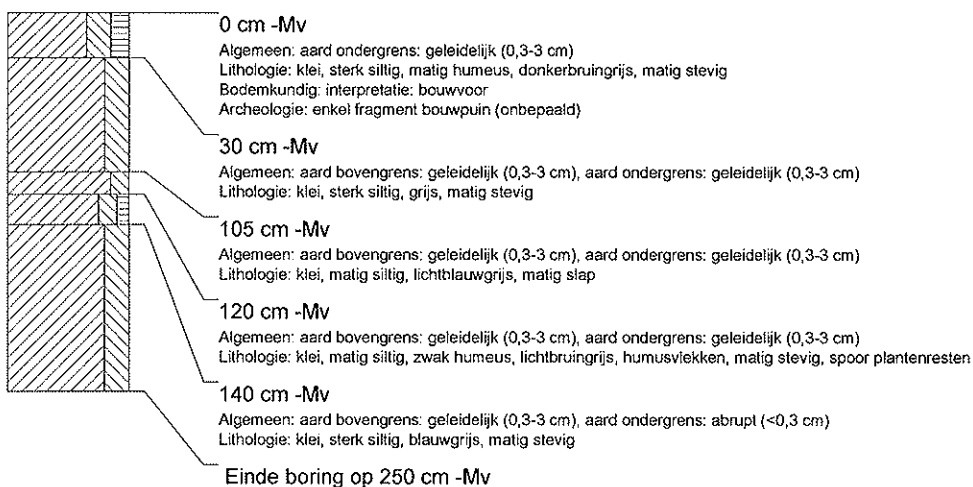 0 cm -Mv
Algemeen: aard ondergrens: geleidelijk (0,3-3 cm)
Lithologie: klei, sterk siltig, matig humeus, donkerbruingrijs, matig stevig
Bodemkundig: interpretatie: bouwvoor
Archeologie: enkel fragment bouwpuin (onbepaald)
30 cm -Mv
Algemeen: aard bovengrens: geleidelijk (0,3-3 cm), aard ondergrens: geleidelijk (0,3-3 cm)
Lithologie: klei, sterk siltig, grijs, matig stevig
105 cm -Mv
Algemeen: aard bovengrens: geleidelijk (0,3-3 cm), aard ondergrens: geleidelijk (0,3-3 cm)
Lithologie: klei, matig siltig, lichtblauwgrijs, matig slap
120 cm -Mv
Algemeen: aard bovengrens: geleidelijk (0,3-3 cm), aard ondergrens: geleidelijk (0,3-3 cm)
Lithologie: klei, matig siltig, zwak humeus, lichtbruingrijs, humusvlekken, matig stevig, spoor plantenresten
140 cm -Mv
Algemeen: aard bovengrens: geleidelijk (0,3-3 cm), aard ondergrens: abrupt (<0,3 cm)
Lithologie: klei, sterk siltig, blauwgrijs, matig stevig
Einde boring op 250 cm -Mv